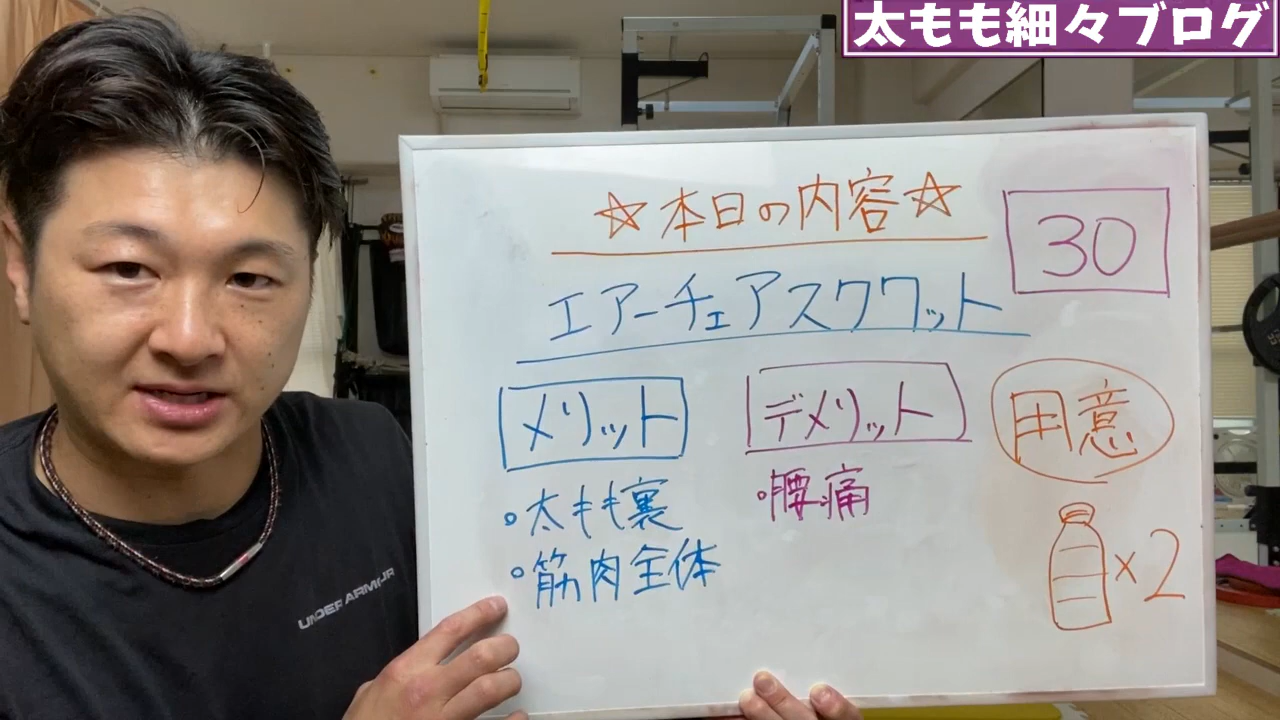 太もも細々ブログ
☆本日の内容☆
30
エアーチェアスクワット
メリット
デメリット
用意
・太もも裏
・筋肉全体
・腰痛
×2
UNDER ARMOUR